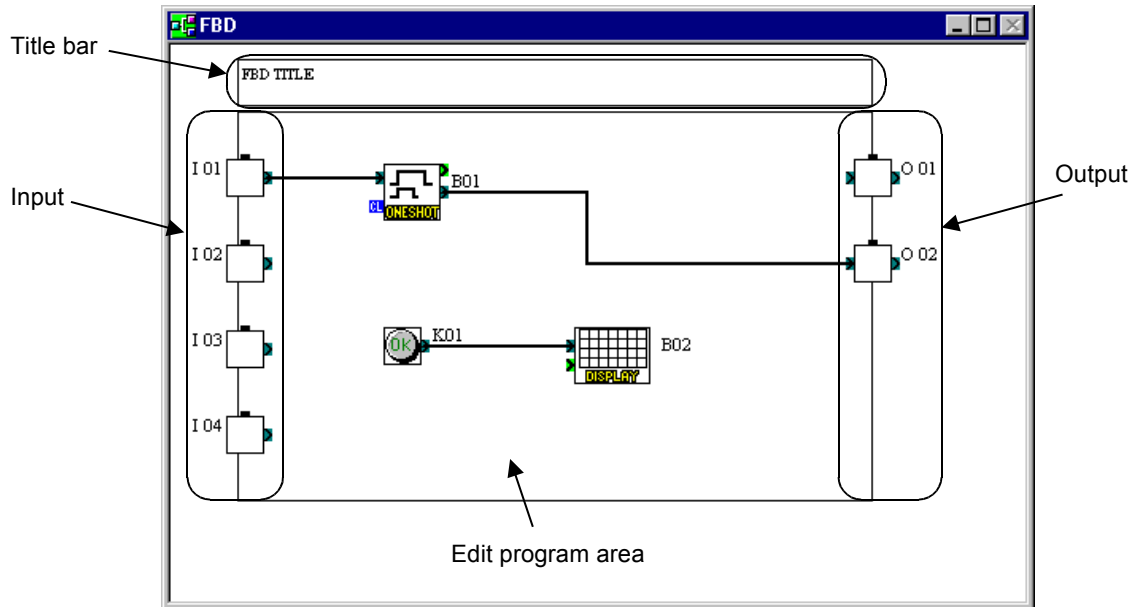 FBD
Title bar
FBD TITLE
Input
Output
I 01
B01
CL
ONESHOT
O 01
I 02
O 02
I 03
OK
K01
B02
DISPLAY
I 04
Edit program area